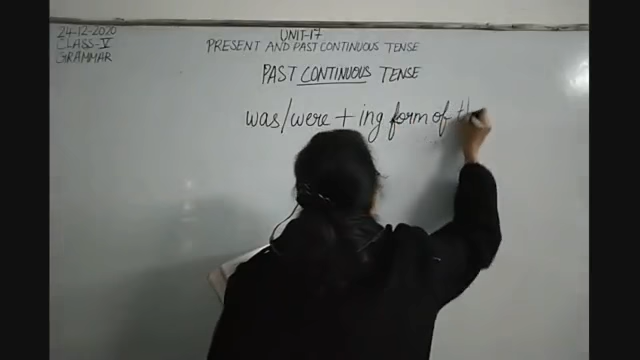 24-12-2020
CLASS-V
GRAMMAR
UNIT-17
PRESENT AND PAST CONTINUOUS TENSE
PAST CONTINUOUS TENSE
was/were + ing form of th